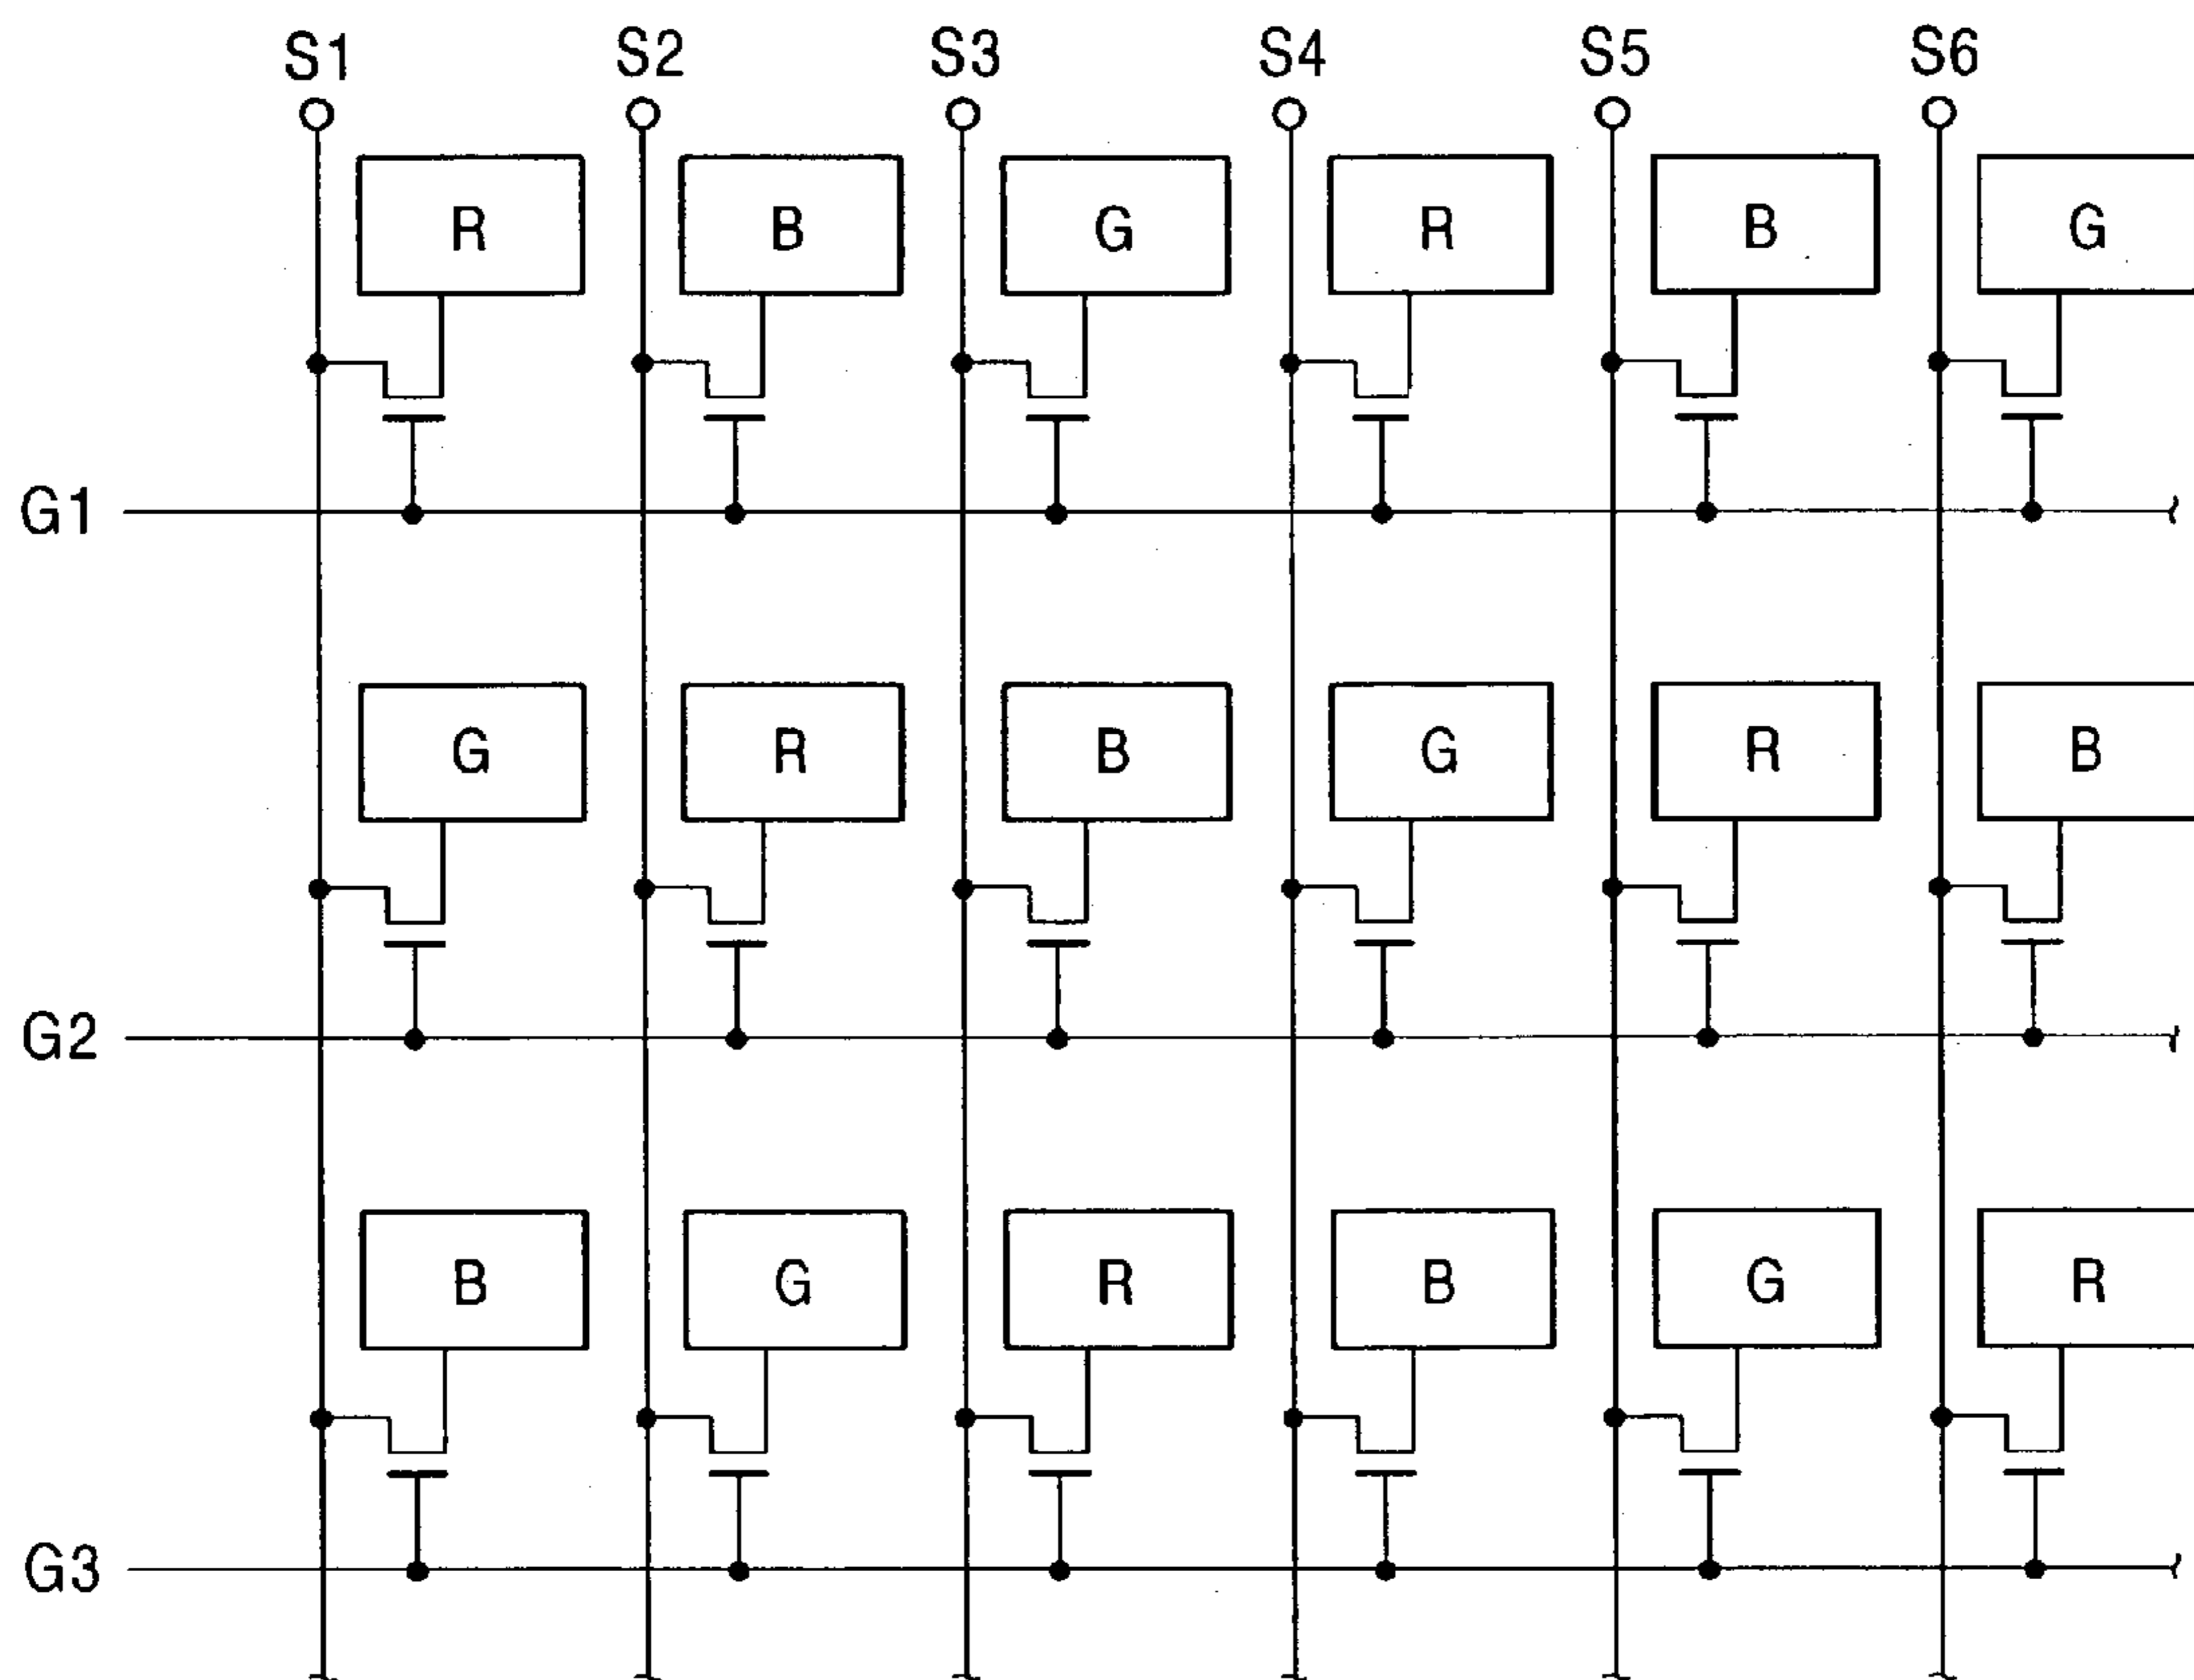 S1 S2 S3 S4 S5 S6
R B G R B G
G1
G R B G R B
G2
B G R B G R
G3